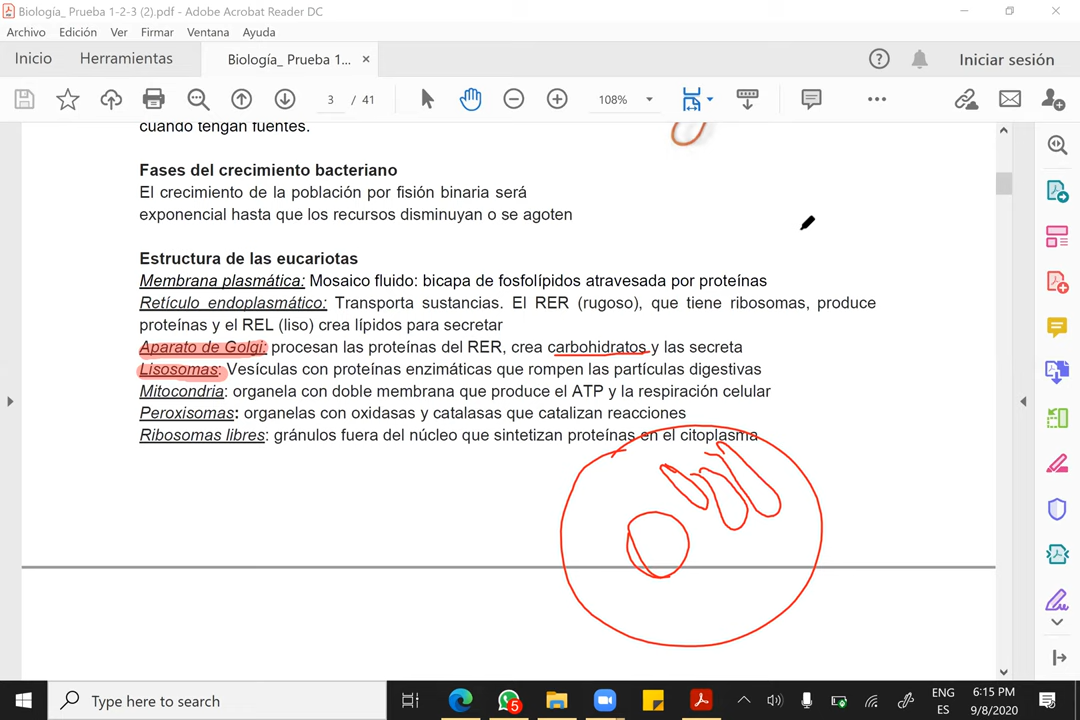 Biología_ Prueba 1-2-3 (2).pdf - Adobe Acrobat Reader DC
Archivo Edición Ver Firmar Ventana Ayuda
Inicio Herramientas Biología_ Prueba 1... × Iniciar sesión
3 / 41 108%
cuando tengan fuentes.
Fases del crecimiento bacteriano
El crecimiento de la población por fisión binaria será
exponencial hasta que los recursos disminuyan o se agoten
Estructura de las eucariotas
Membrana plasmática: Mosaico fluido: bicapa de fosfolípidos atravesada por proteínas
Retículo endoplasmático: Transporta sustancias. El RER (rugoso), que tiene ribosomas, produce
proteínas y el REL (liso) crea lípidos para secretar
Aparato de Golgi: procesan las proteínas del RER, crea carbohidratos y las secreta
Lisosomas: Vesículas con proteínas enzimáticas que rompen las partículas digestivas
Mitocondria: organela con doble membrana que produce el ATP y la respiración celular
Peroxisomas: organelas con oxidasas y catalasas que catalizan reacciones
Ribosomas libres: gránulos fuera del núcleo que sintetizan proteínas en el citoplasma
Type here to search 5 ENG 6:15 PM
ES 9/8/2020